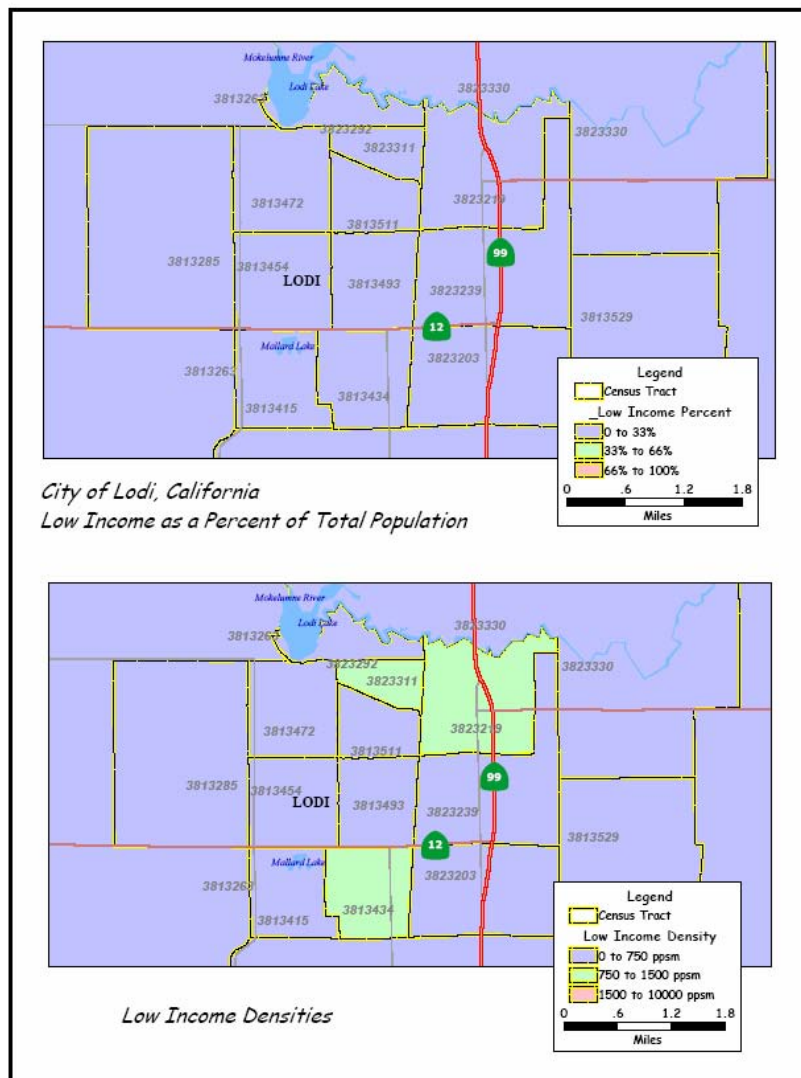 Mokelumne River
Lodi Lake
3813267
3823330
3823292
3823330
3823311
3813472
3823219
3813511
3813285
3813454
99
LODI
3813493
3823239
3813529
12
Mallard Lake
3823203
3813263
3813434
3813415
Legend
Census Tract
_Low Income Percent
0 to 33%
33% to 66%
66% to 100%
0 .6 1.2 1.8
Miles
City of Lodi, California
Low Income as a Percent of Total Population
Mokelumne River
Lodi Lake
3823330
3823292
3823330
3823311
3813472
3823219
3813511
3813285
3813454
99
LODI
3813493
3823239
3813529
12
Mallard Lake
3823203
3813263
3813434
3813415
Legend
Census Tract
Low Income Density
0 to 750 ppsm
750 to 1500 ppsm
1500 to 10000 ppsm
0 .6 1.2 1.8
Miles
Low Income Densities